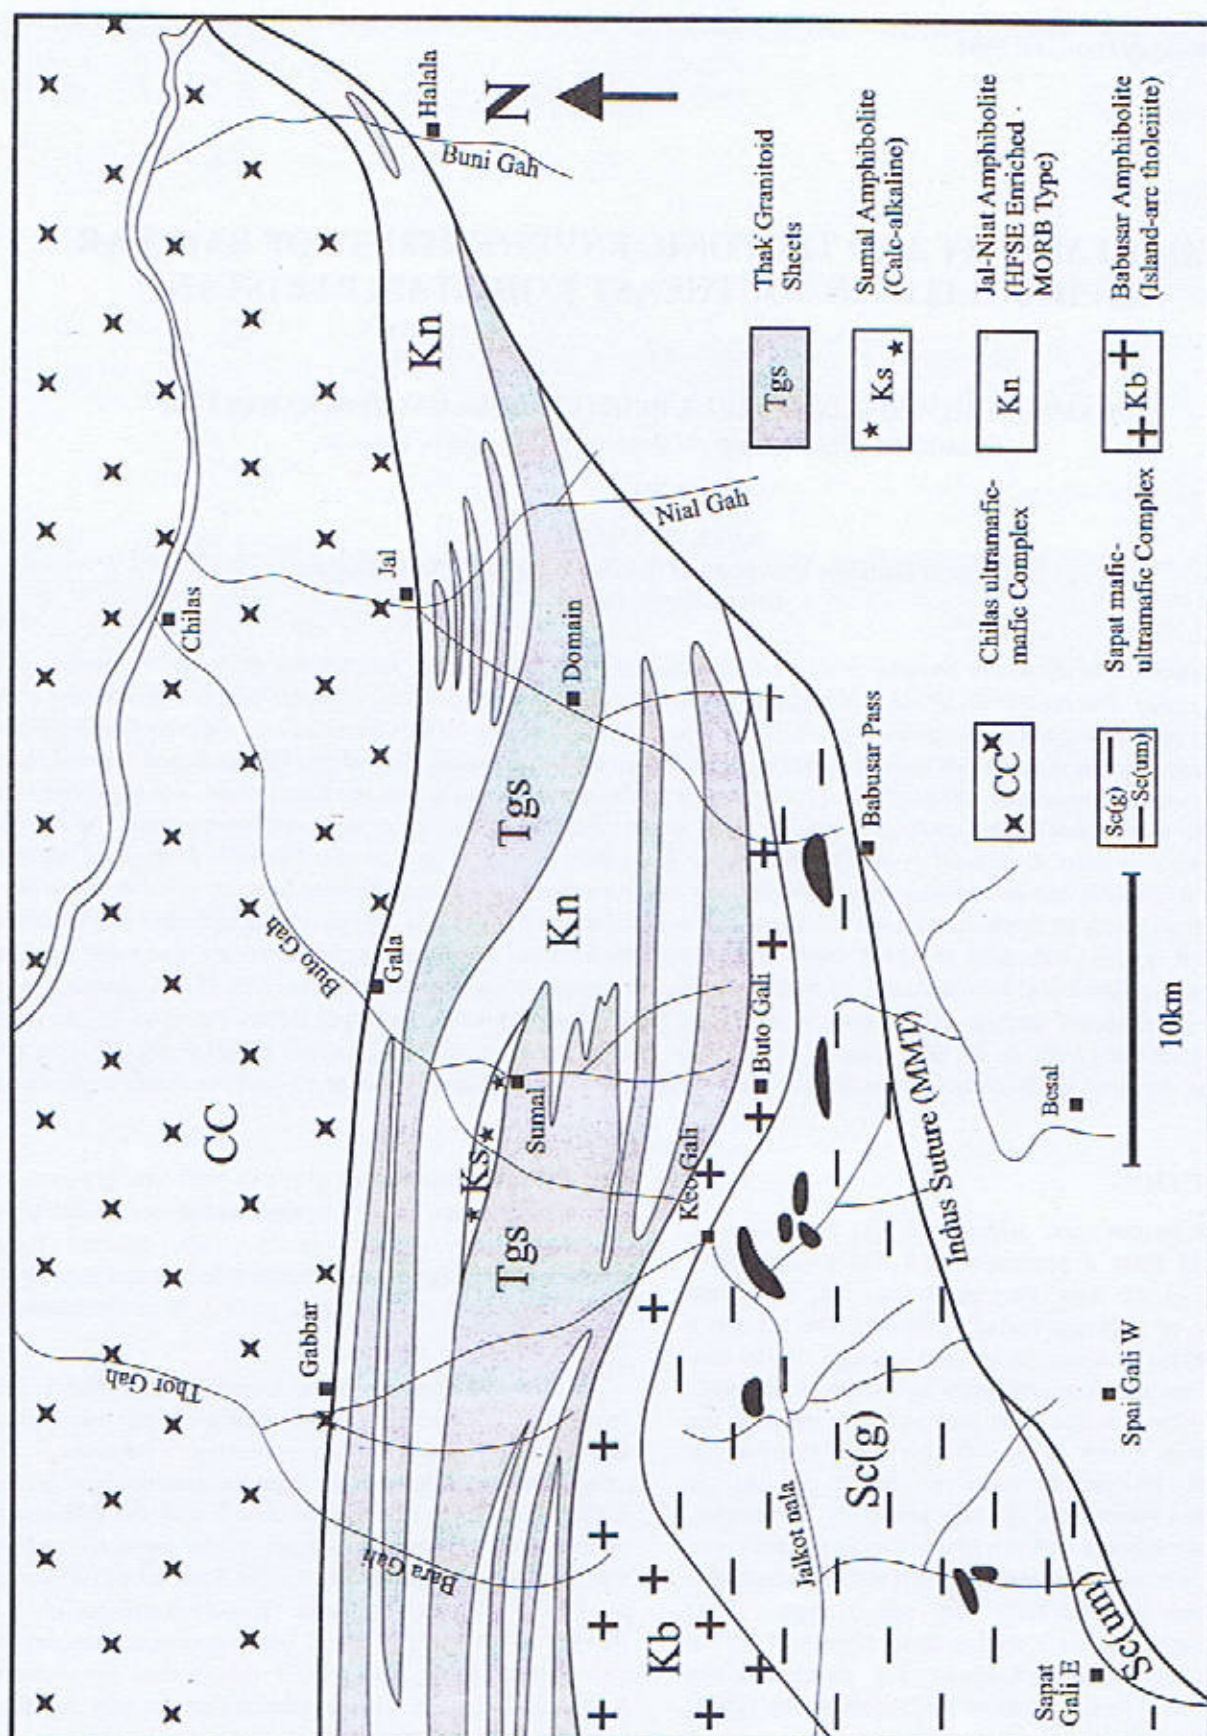 CC
Chilas
Halala
Buni Gah
N
Kn
Jal
Nial Gah
Domain
Tgs
Kn
Buto Gah
Gala
Ks
Sumal
Tgs
Gabbar
Thor Gah
Bara Gali
Kb
Keo Gali
Buto Gali
Babusar Pass
Indus Suture (MMT)
Besal
Jalkot nala
Sc(g)
Spai Gali W
Sc(um)
Sapat
Gali E
10km
Tgs
Thak Granitoid
Sheets
Ks
Sumal Amphibolite
(Calc-alkaline)
Kn
Jal-Niat Amphibolite
(HFSE Enriched
MORB Type)
Kb
Babusar Amphibolite
(Island-arc tholeiiite)
CC
Chilas ultramafic-
mafic Complex
Sc(g)
Sc(um)
Sapat mafic-
ultramafic Complex